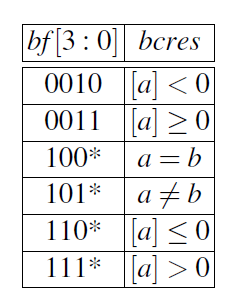 bf[3 : 0] bcres
0010 [a] < 0
0011 [a] ≥ 0
100* a = b
101* a ≠ b
110* [a] ≤ 0
111* [a] > 0